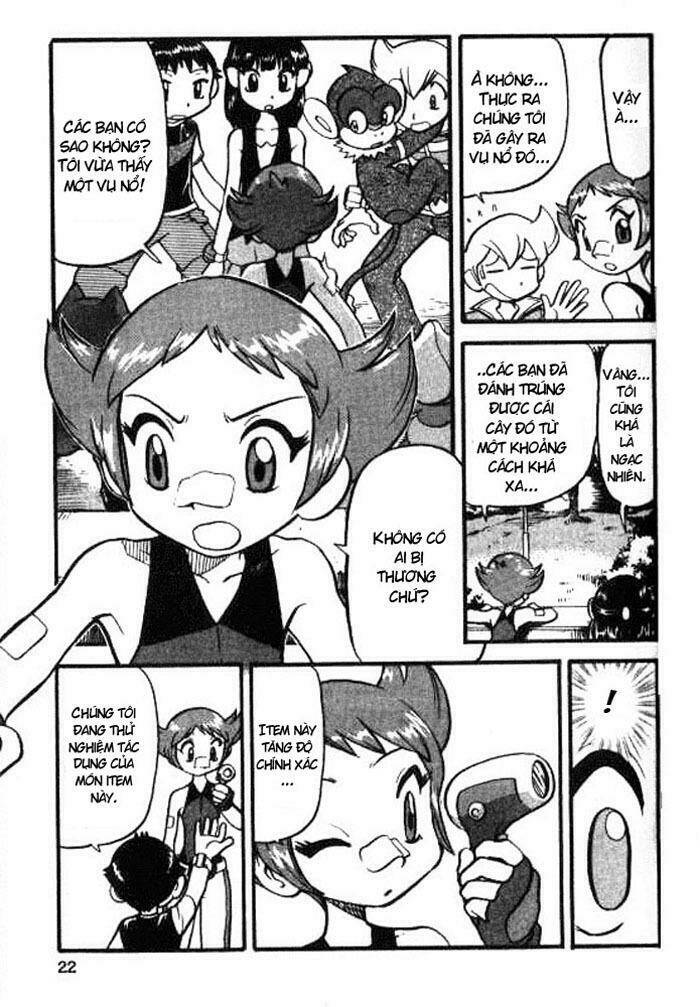 CÁC BẠN CÓ
SAO KHÔNG?
TÔI VỪA THẤY
MỘT VỤ NỔ!
KHÔNG CÓ
AI BỊ
THƯƠNG
CHỨ?
VẬY
À...
À KHÔNG...
THỰC RA
CHÚNG TÔI
ĐÃ GÂY RA
VỤ NỔ ĐÓ...
VÂNG...
TÔI
CŨNG
KHÁ
LÀ
NGẠC
NHIÊN.
..CÁC BẠN ĐÃ
ĐÁNH TRÚNG
ĐƯỢC CÁI
CÂY ĐÓ TỪ
MỘT KHOẢNG
CÁCH KHÁ
XA...
CHÚNG TÔI
ĐANG THỬ
NGHIỆM TÁC
DỤNG CỦA
MÓN ITEM
NÀY.
ITEM NÀY
TĂNG ĐỘ
CHÍNH XÁC
...
!
22